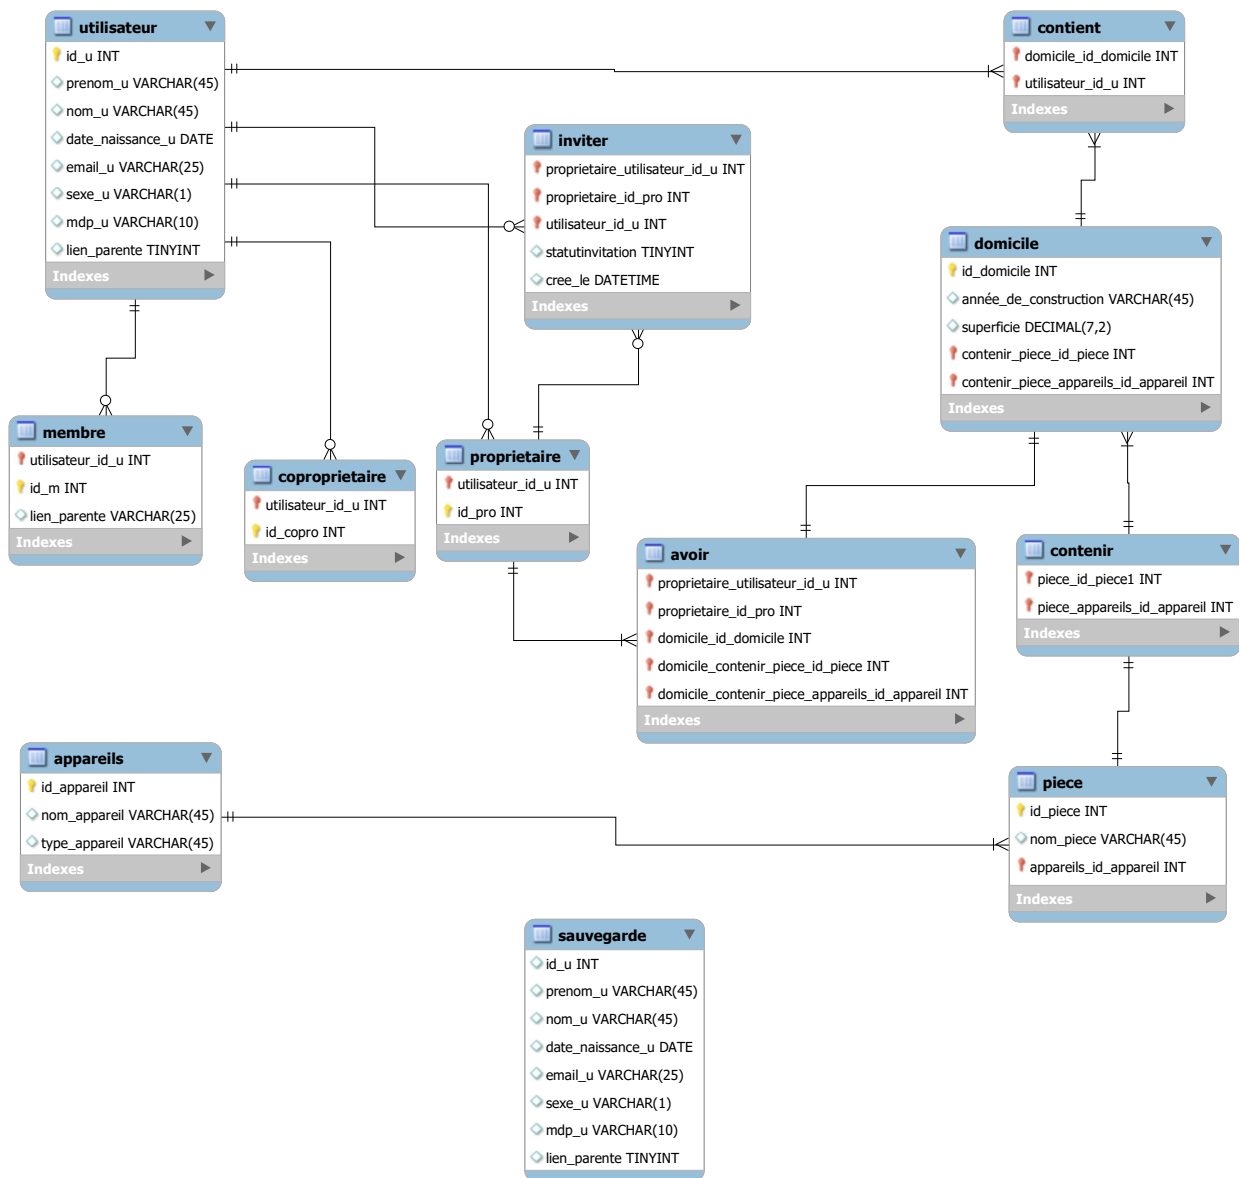 utilisateur
id_u INT
prenom_u VARCHAR(45)
nom_u VARCHAR(45)
date_naissance_u DATE
email_u VARCHAR(25)
sexe_u VARCHAR(1)
mdp_u VARCHAR(10)
lien_parente TINYINT
Indexes
contient
domicile_id_domicile INT
utilisateur_id_u INT
Indexes
inviter
proprietaire_utilisateur_id_u INT
proprietaire_id_pro INT
utilisateur_id_u INT
statutinvitation TINYINT
cree_le DATETIME
Indexes
domicile
id_domicile INT
année_de_construction VARCHAR(45)
superficie DECIMAL(7,2)
contenir_piece_id_piece INT
contenir_piece_appareils_id_appareil INT
Indexes
membre
utilisateur_id_u INT
id_m INT
lien_parente VARCHAR(25)
Indexes
coproprietaire
utilisateur_id_u INT
id_copro INT
Indexes
proprietaire
utilisateur_id_u INT
id_pro INT
Indexes
avoir
proprietaire_utilisateur_id_u INT
proprietaire_id_pro INT
domicile_id_domicile INT
domicile_contenir_piece_id_piece INT
domicile_contenir_piece_appareils_id_appareil INT
Indexes
contenir
piece_id_piece1 INT
piece_appareils_id_appareil INT
Indexes
appareils
id_appareil INT
nom_appareil VARCHAR(45)
type_appareil VARCHAR(45)
Indexes
piece
id_piece INT
nom_piece VARCHAR(45)
appareils_id_appareil INT
Indexes
sauvegarde
id_u INT
prenom_u VARCHAR(45)
nom_u VARCHAR(45)
date_naissance_u DATE
email_u VARCHAR(25)
sexe_u VARCHAR(1)
mdp_u VARCHAR(10)
lien_parente TINYINT